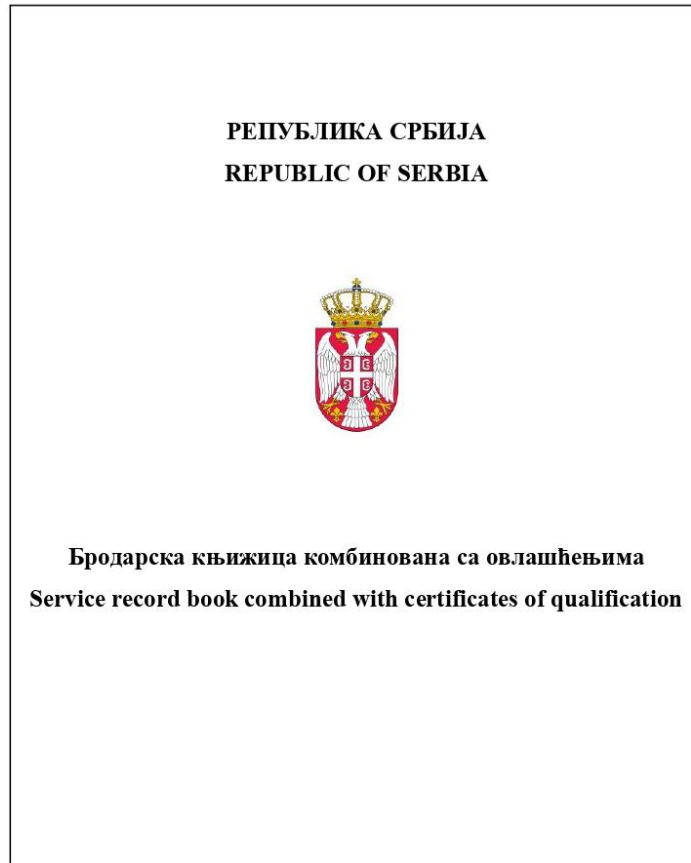 РЕПУБЛИКА СРБИЈА
REPUBLIC OF SERBIA
Бродарска књижица комбинована са овлашћењима
Service record book combined with certificates of qualification